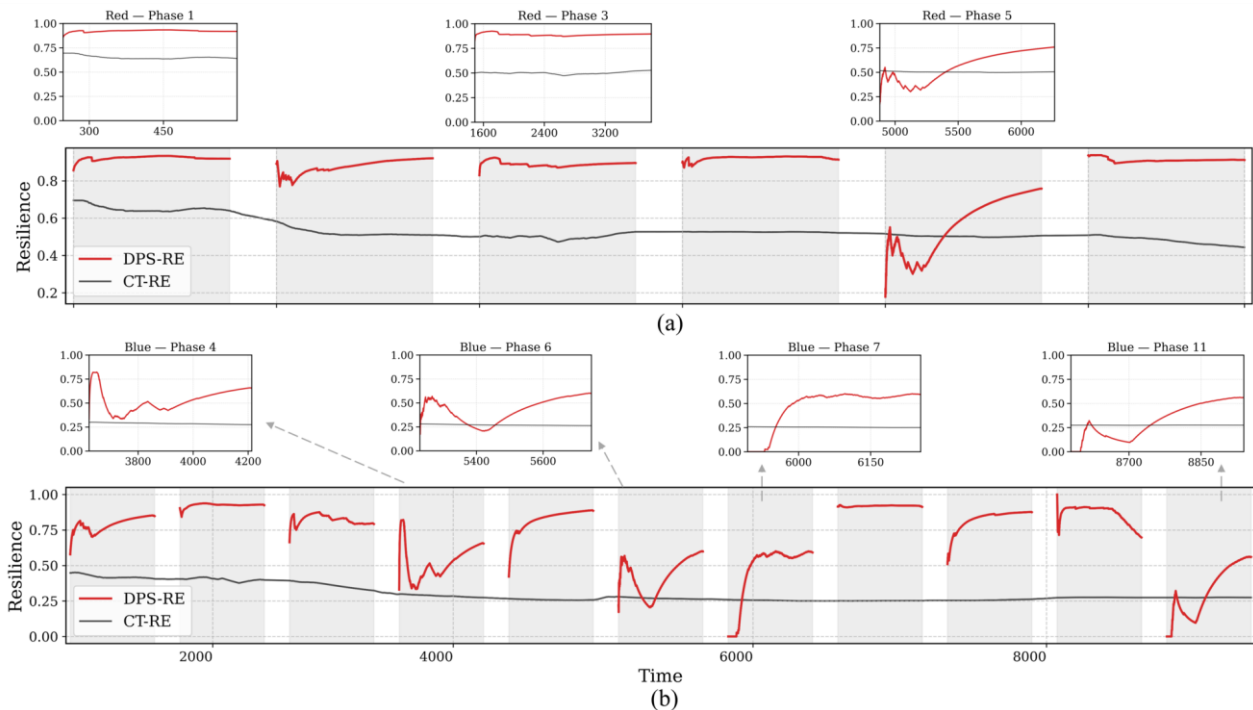 Red — Phase 1
Red — Phase 3
Red — Phase 5
1.00
0.75
0.50
0.25
0.00
300 450
1.00
0.75
0.50
0.25
0.00
1600 2400 3200
1.00
0.75
0.50
0.25
0.00
5000 5500 6000
Resilience
0.8
0.6
0.4
0.2
DPS-RE
CT-RE
(a)
Blue — Phase 4
Blue — Phase 6
Blue — Phase 7
Blue — Phase 11
1.00
0.75
0.50
0.25
0.00
3800 4000 4200
1.00
0.75
0.50
0.25
0.00
5400 5600
1.00
0.75
0.50
0.25
0.00
6000 6150
1.00
0.75
0.50
0.25
0.00
8700 8850
Resilience
1.00
0.75
0.50
0.25
0.00
DPS-RE
CT-RE
2000 4000 6000 8000
Time
(b)